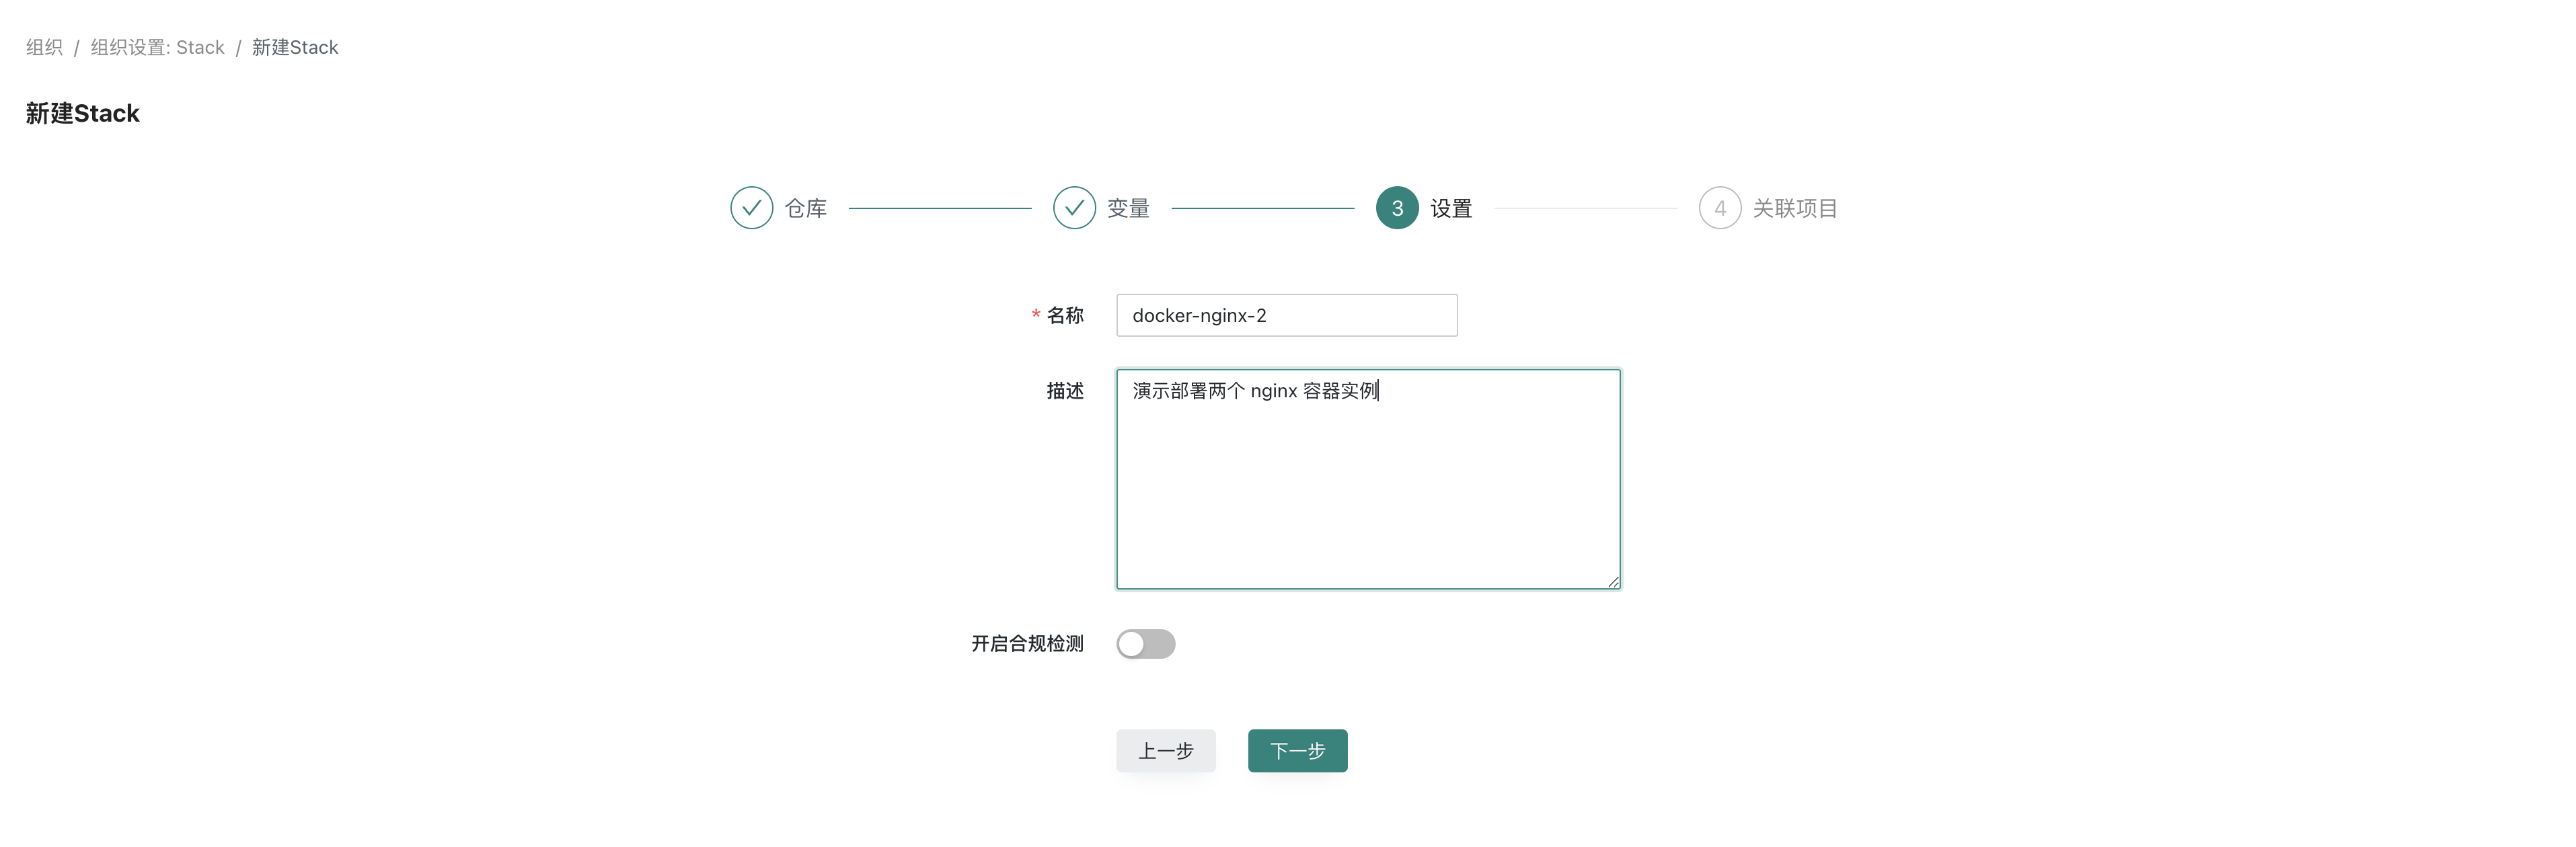 组织 / 组织设置: Stack / 新建Stack
新建Stack
仓库 变量 3 设置 4 关联项目
* 名称 docker-nginx-2
描述 演示部署两个 nginx 容器实例
开启合规检测
上一步 下一步